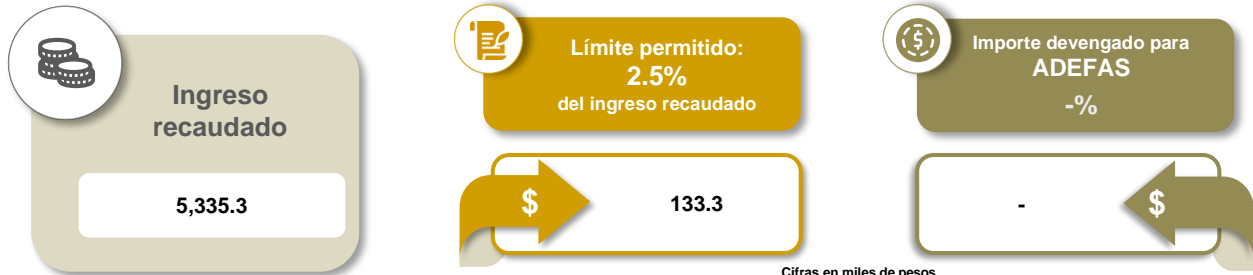 Ingreso
recaudado
5,335.3
Límite permitido:
2.5%
del ingreso recaudado
$
133.3
Importe devengado para
ADEFAS
-%
-
$
Cifras en miles de pesos